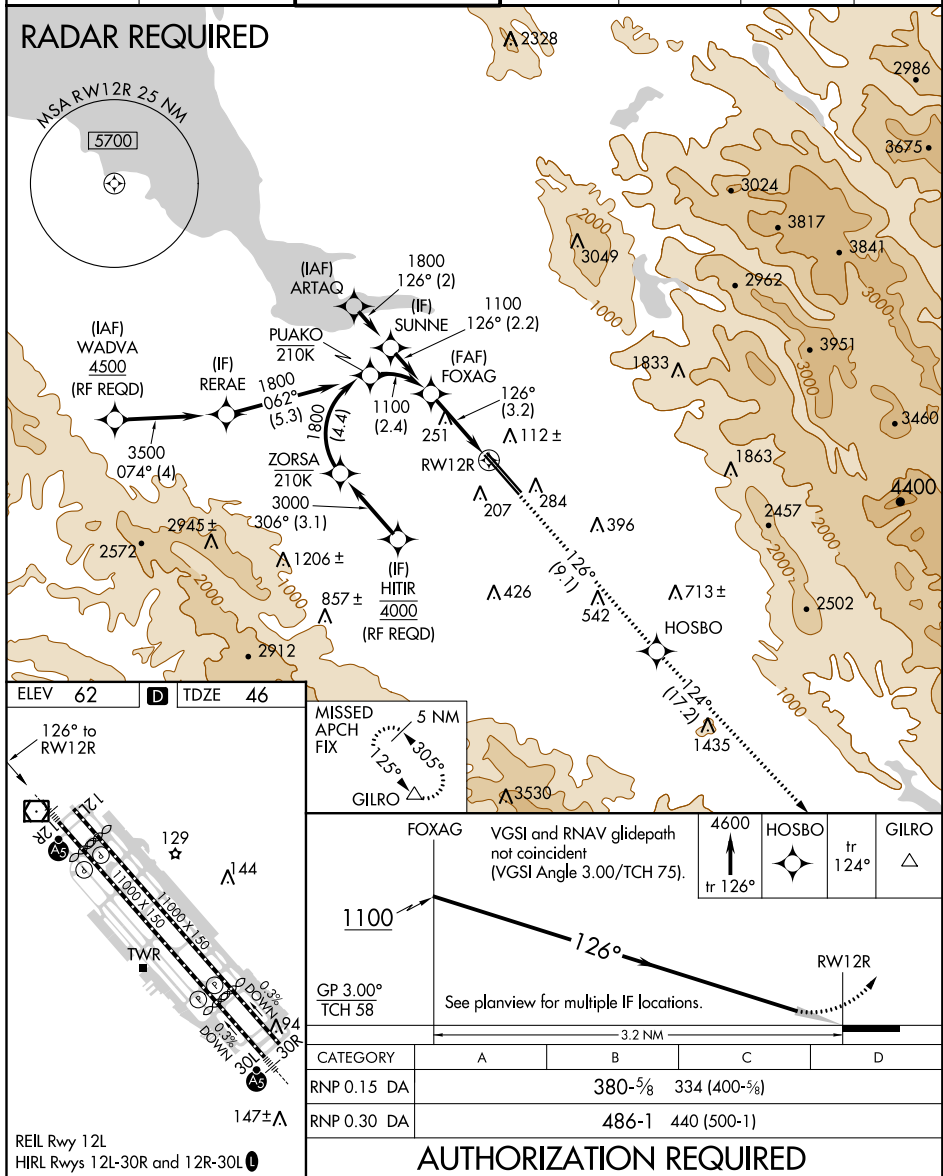 RADAR REQUIRED
MSA RW12R 25 NM
5700
2328
2986
3675
3024
2000
3817
3049
3841
2962
1000
3000
3951
3000
1833
3460
1863
4400
2457
2000
2502
1000
(IAF)
ARTAQ
1800
126° (2)
(IF)
SUNNE
1100
126° (2.2)
PUAKO
210K
(FAF)
FOXAG
(IAF)
WADVA
4500
(RF REQD)
(IF)
RERAE
1800
062°
(5.3)
1100
(2.4)
126°
(3.2)
3500
074° (4)
1800
(4.4)
251
112 ±
RW12R
ZORSA
210K
207
284
3000
306° (3.1)
396
2945 ±
2572
1206 ±
1000
2000
(IF)
HITIR
4000
(RF REQD)
126°
(9.1)
426
542
713 ±
857 ±
HOSBO
2912
124°
(17.2)
1435
3530
MISSED
APCH
FIX
5 NM
305°
125°
GILRO
ELEV 62
D
TDZE 46
126° to
RW12R
12L
12R
A5
P
P
129
144
11000 X 150
11000 X 150
TWR
P
P
0.3%
DOWN
0.3%
DOWN
94
30R
30L
A5
147±
REIL Rwy 12L
HIRL Rwys 12L-30R and 12R-30L L
FOXAG
VGSI and RNAV glidepath
not coincident
(VGSI Angle 3.00/TCH 75).
4600
tr 126°
HOSBO
tr
124°
GILRO
1100
126°
RW12R
GP 3.00°
TCH 58
See planview for multiple IF locations.
3.2 NM
CATEGORY A B C D
RNP 0.15 DA 380-⅝ 334 (400-⅝)
RNP 0.30 DA 486-1 440 (500-1)
AUTHORIZATION REQUIRED